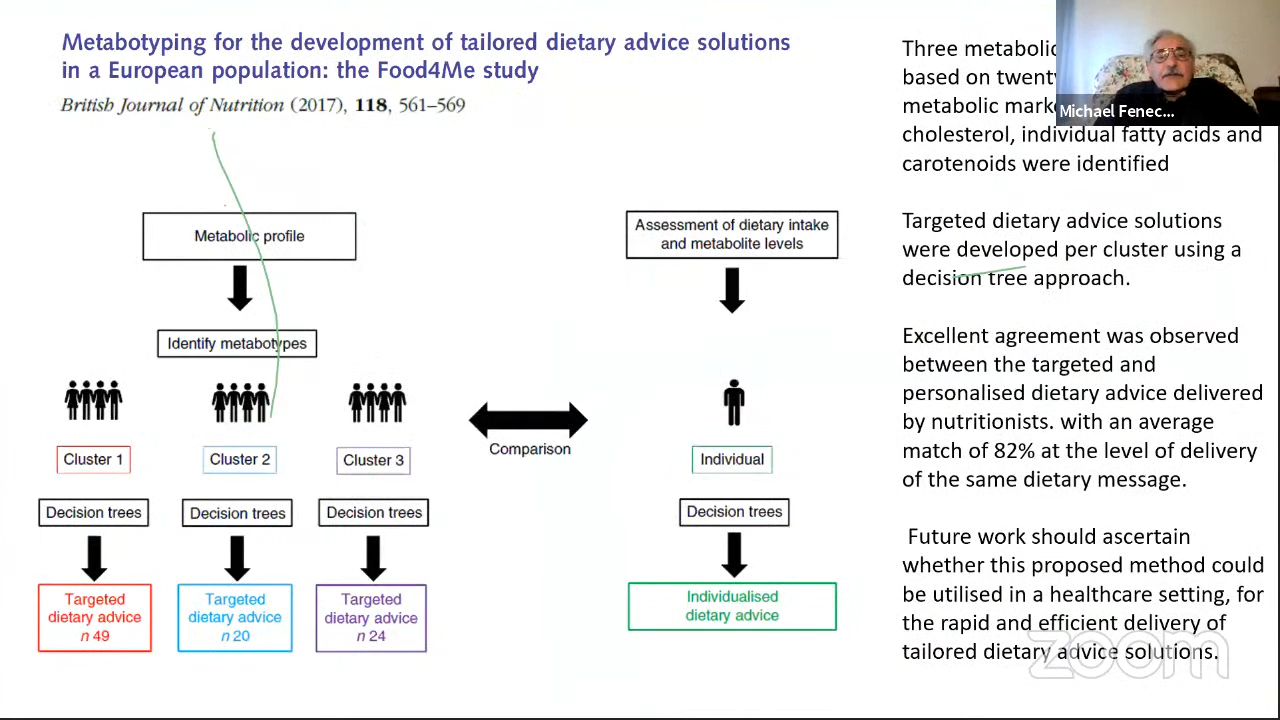 Metabotyping for the development of tailored dietary advice solutions
in a European population: the Food4Me study
British Journal of Nutrition (2017), 118, 561–569
Metabolic profile
Identify metabotypes
Cluster 1
Cluster 2
Cluster 3
Decision trees
Decision trees
Decision trees
Targeted
dietary advice
n 49
Targeted
dietary advice
n 20
Targeted
dietary advice
n 24
Comparison
Assessment of dietary intake
and metabolite levels
Individual
Decision trees
Individualised
dietary advice
Three metabolic
based on
metabolic
cholesterol, individual fatty acids and
carotenoids were identified
Targeted dietary advice solutions
were developed per cluster using a
decision tree approach.
Excellent agreement was observed
between the targeted and
personalised dietary advice delivered
by nutritionists. with an average
match of 82% at the level of delivery
of the same dietary message.
Future work should ascertain
whether this proposed method could
be utilised in a healthcare setting, for
the rapid and efficient delivery of
tailored dietary advice solutions.
Michael Fenec...
zoom